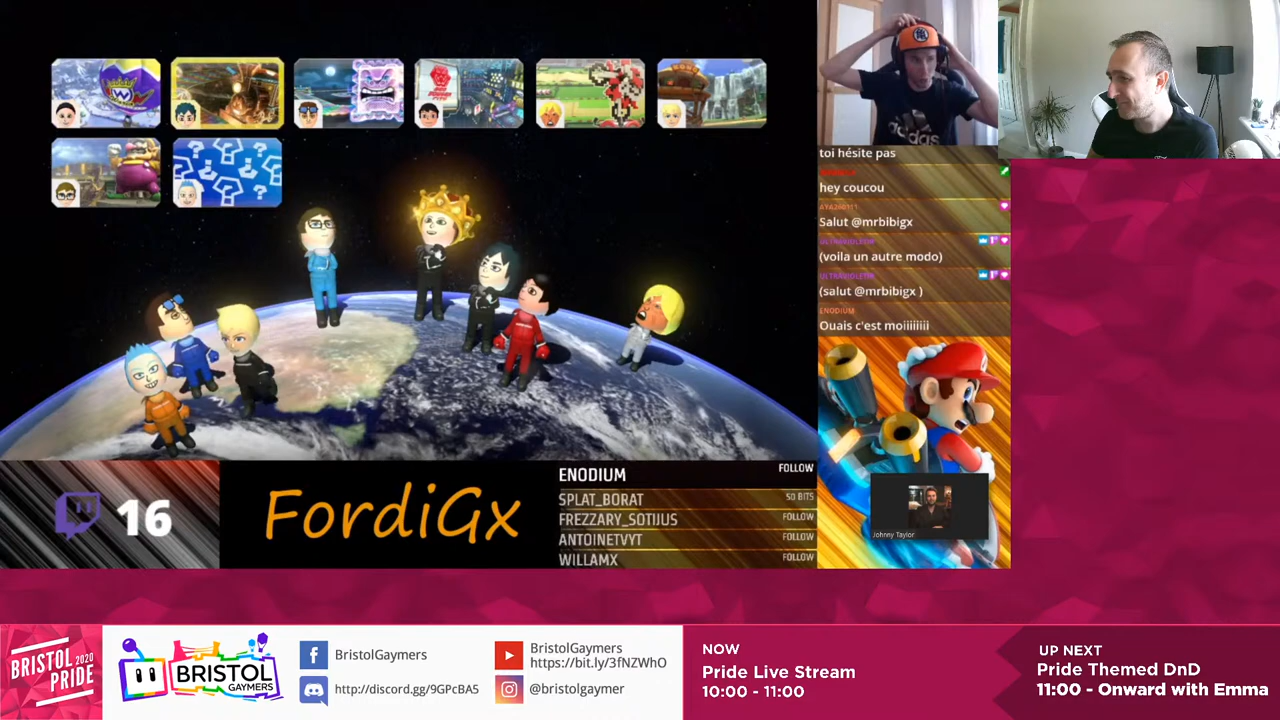 toi hésite pas
hey coucou
Salut @mrbibigx
(voila un autre modo)
(salut @mrbibigx )
ENODIUM
Ouais c'est moiiiiiii
adidas
16
FordiGx
ENODIUM FOLLOW
SPLAT_BORAT 50 BITS
FREZZARY_SOTIJUS FOLLOW
ANTOINETVYT FOLLOW
WILLAMX FOLLOW
Johnny Taylor
BRISTOL 2020
PRIDE
BRISTOL
GAYMERS
BristolGaymers
http://discord.gg/9GPcBA5
BristolGaymers
https://bit.ly/3fNZWhO
@bristolgaymer
NOW
Pride Live Stream
10:00 - 11:00
UP NEXT
Pride Themed DnD
11:00 - Onward with Emma